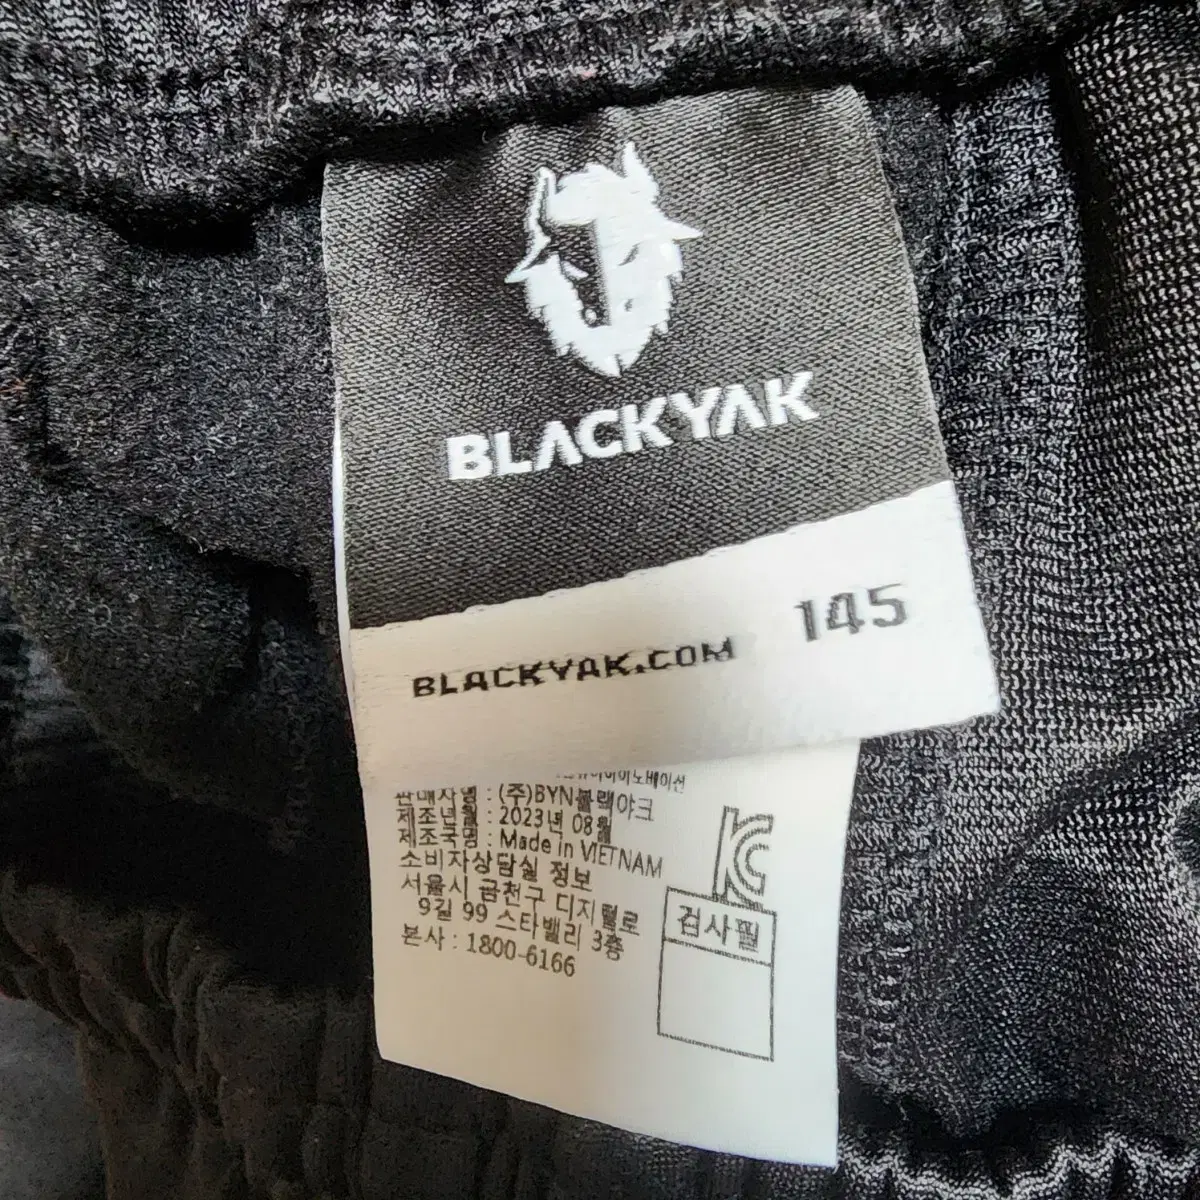 BLACKYAK
BLACKYAK.COM 145
판매자명 : (주)BYN블랙야크
제조년월 : 2023년 08월
제조국명 : Made in VIETNAM
소비자상담실 정보
서울시 금천구 디지털로
9길 99 스타밸리 3층
본사 : 1800-6166
검사필